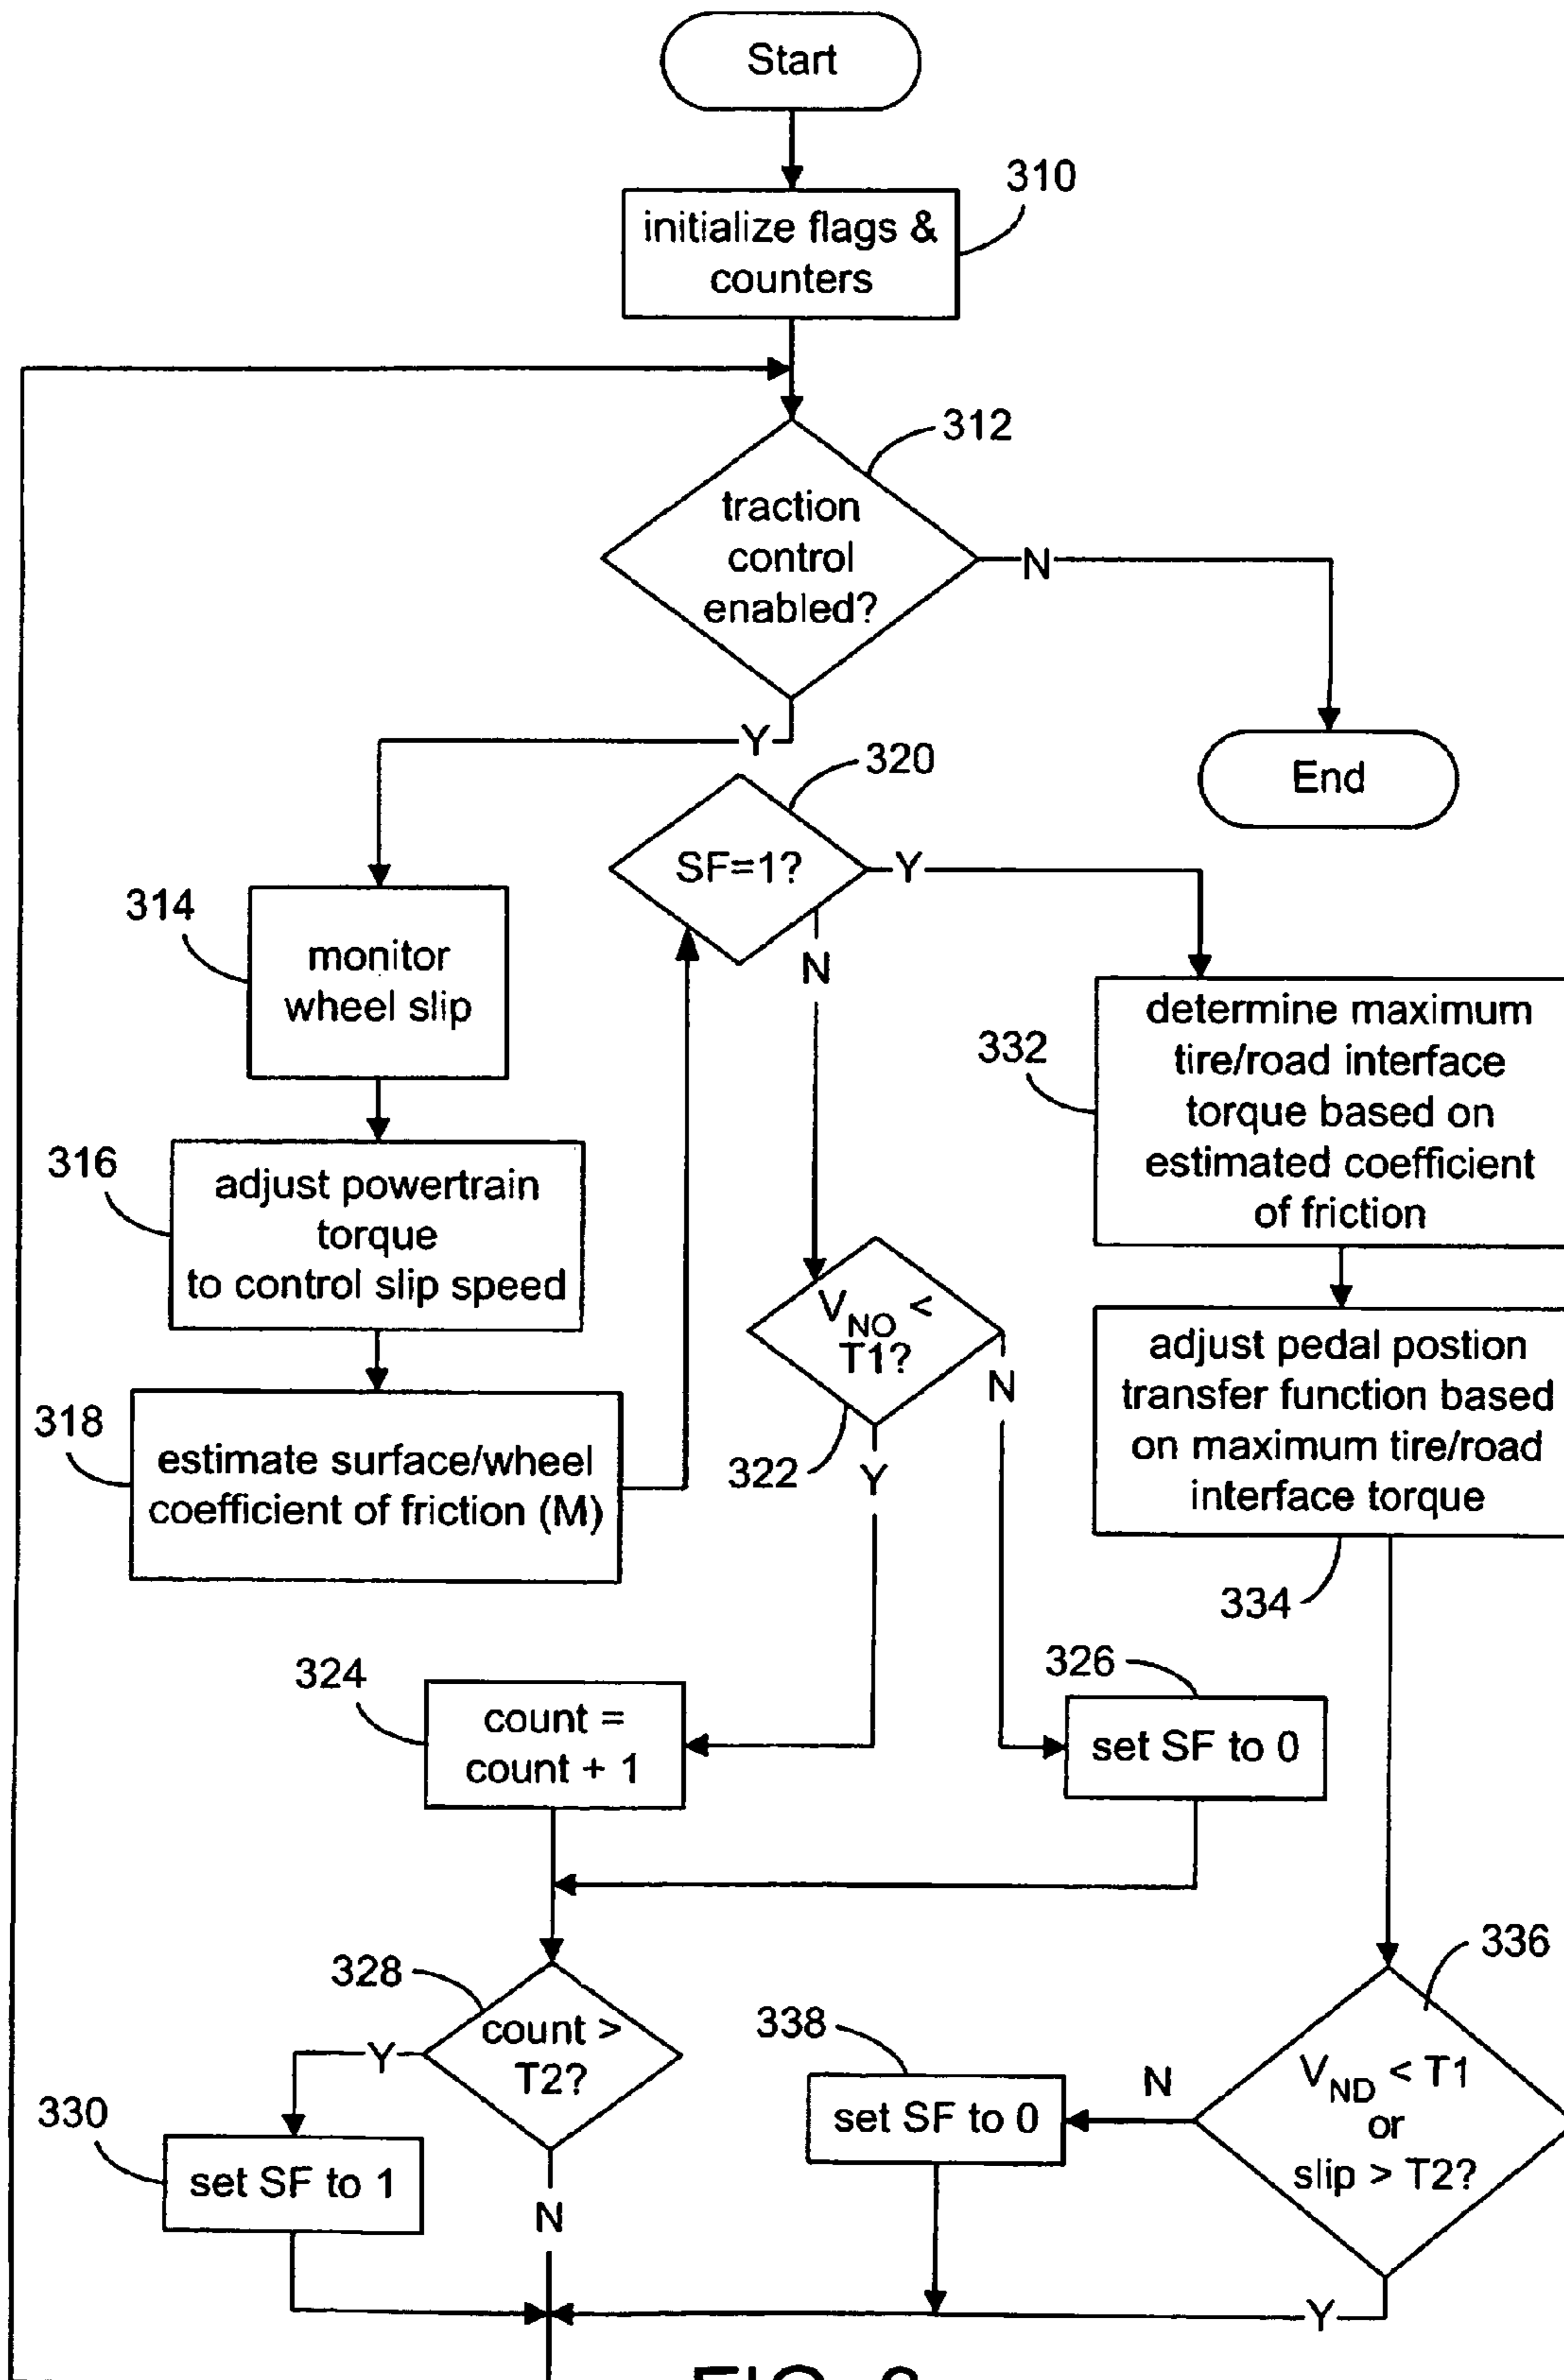 Start
310
initialize flags &
counters
312
traction
control
enabled?
N
Y
End
320
SF=1?
Y
N
314
monitor
wheel slip
332
determine maximum
tire/road interface
torque based on
estimated coefficient
of friction
316
adjust powertrain
torque
to control slip speed
V_NO <
T1?
N
322
Y
318
estimate surface/wheel
coefficient of friction (M)
adjust pedal postion
transfer function based
on maximum tire/road
interface torque
334
324
count =
count + 1
326
set SF to 0
328
count >
T2?
Y
N
330
set SF to 1
336
V_ND < T1
or
slip > T2?
N
Y
338
set SF to 0